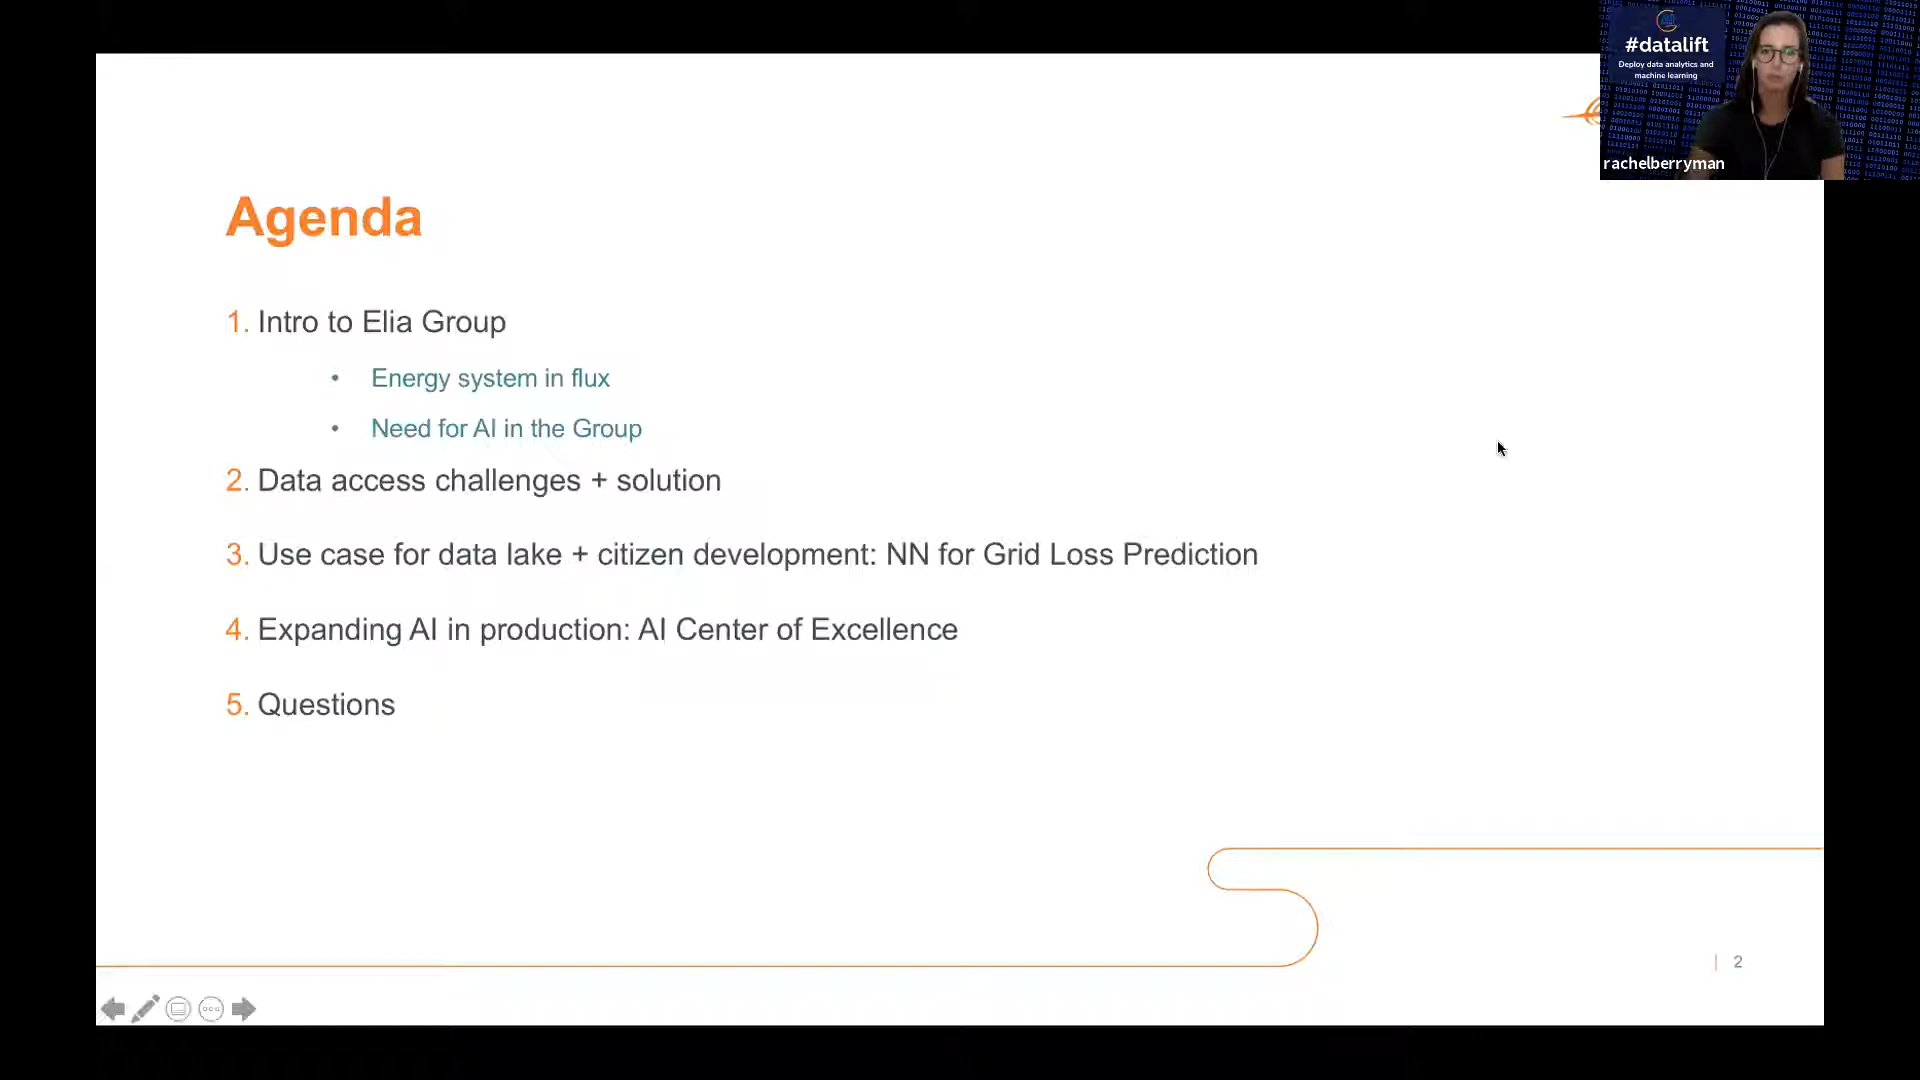 #datalift
Deploy data analytics and
machine learning
rachelberryman
Agenda
1. Intro to Elia Group
• Energy system in flux
• Need for AI in the Group
2. Data access challenges + solution
3. Use case for data lake + citizen development: NN for Grid Loss Prediction
4. Expanding AI in production: AI Center of Excellence
5. Questions
| 2